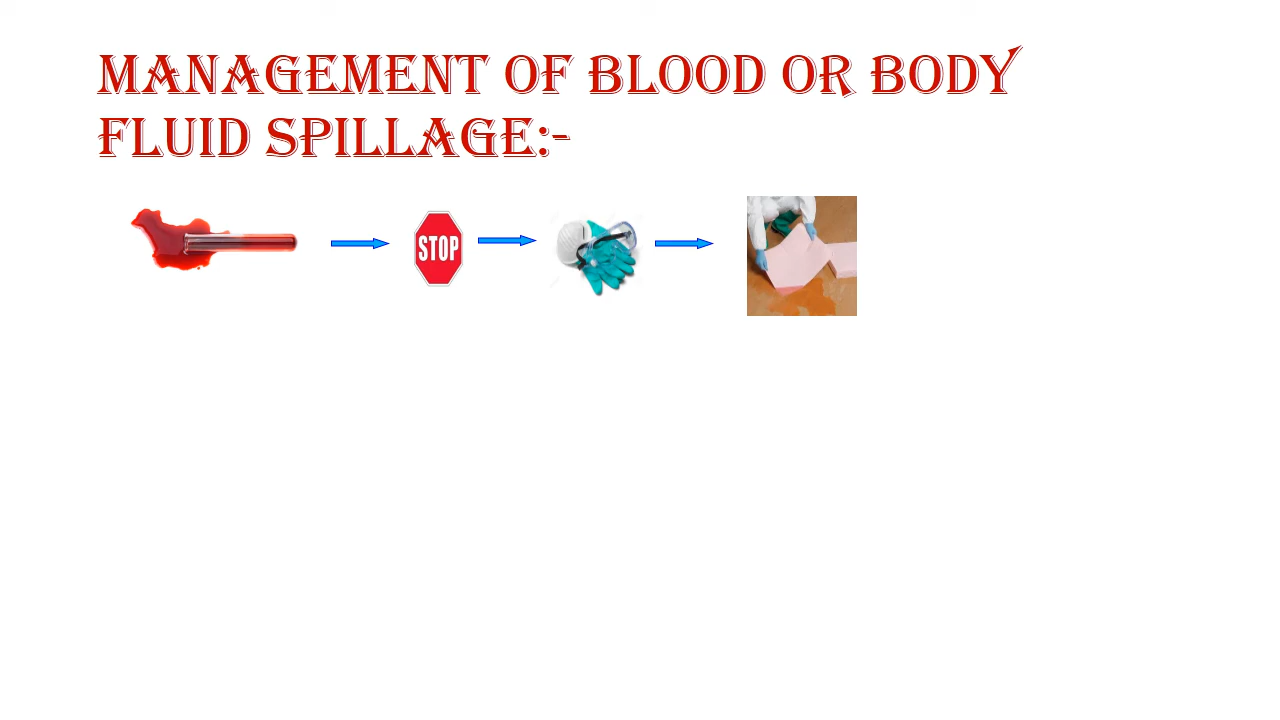 MANAGEMENT OF BLOOD OR BODY
FLUID SPILLAGE:-
STOP